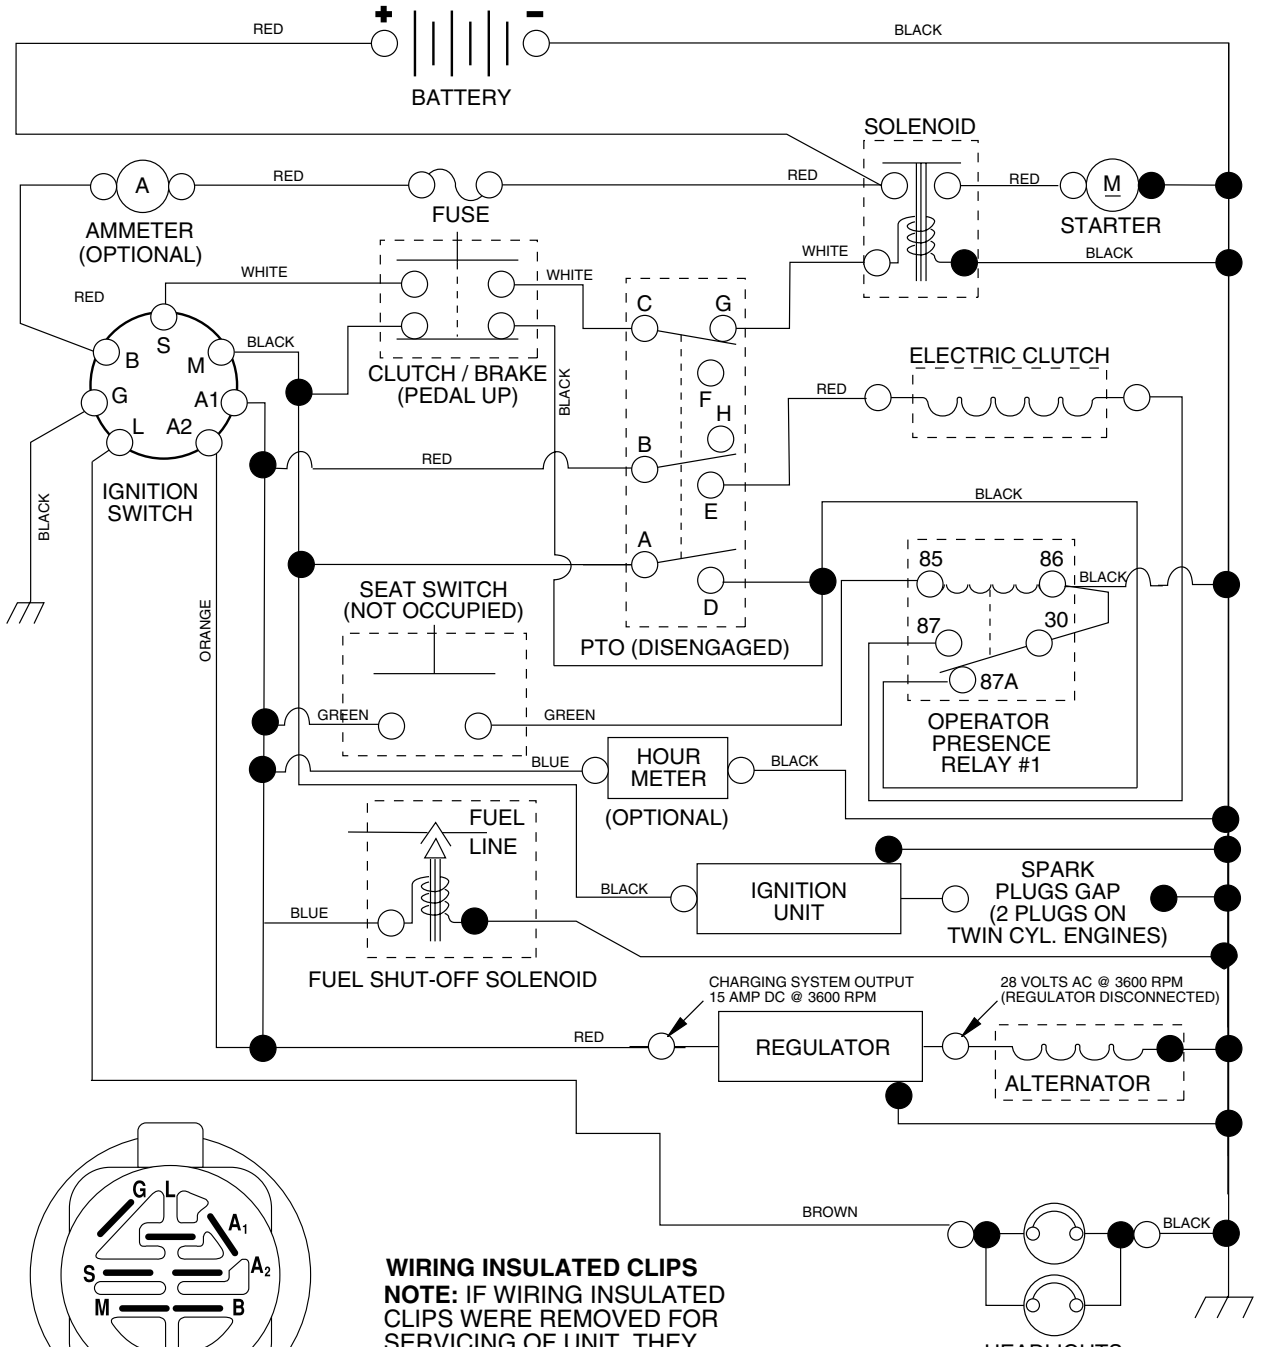 + -
RED
BLACK
BATTERY
SOLENOID
A
RED
RED
RED
M
FUSE
STARTER
AMMETER
(OPTIONAL)
WHITE
BLACK
WHITE
WHITE
RED
C G
S
BLACK
B
M
ELECTRIC CLUTCH
CLUTCH / BRAKE
(PEDAL UP)
BLACK
G
A1
F
RED
H
L A2
B
RED
IGNITION
SWITCH
BLACK
E
BLACK
A
85 86
BLACK
SEAT SWITCH
(NOT OCCUPIED)
ORANGE
D
87 30
PTO (DISENGAGED)
87A
GREEN
GREEN
OPERATOR
PRESENCE
RELAY #1
BLUE
HOUR
METER
BLACK
(OPTIONAL)
FUEL
LINE
SPARK
PLUGS GAP
(2 PLUGS ON
TWIN CYL. ENGINES)
BLACK
IGNITION
UNIT
BLUE
FUEL SHUT-OFF SOLENOID
CHARGING SYSTEM OUTPUT
15 AMP DC @ 3600 RPM
28 VOLTS AC @ 3600 RPM
(REGULATOR DISCONNECTED)
RED
REGULATOR
ALTERNATOR
G L
A1
A2
S
M B
BROWN
BLACK
WIRING INSULATED CLIPS
NOTE: IF WIRING INSULATED
CLIPS WERE REMOVED FOR
SERVICING OF UNIT, THEY
HEADLIGHTS